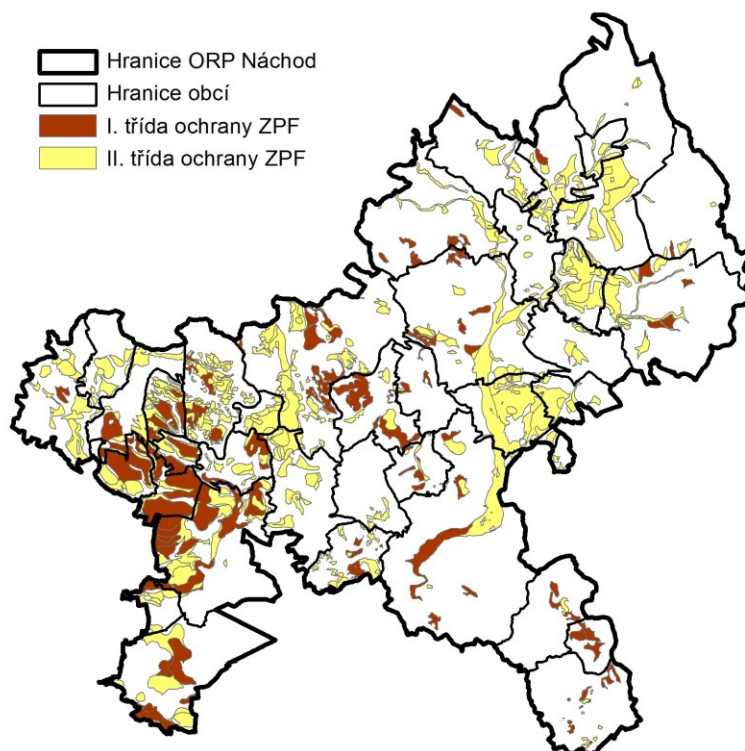 Hranice ORP Náchod
Hranice obcí
I. třída ochrany ZPF
II. třída ochrany ZPF